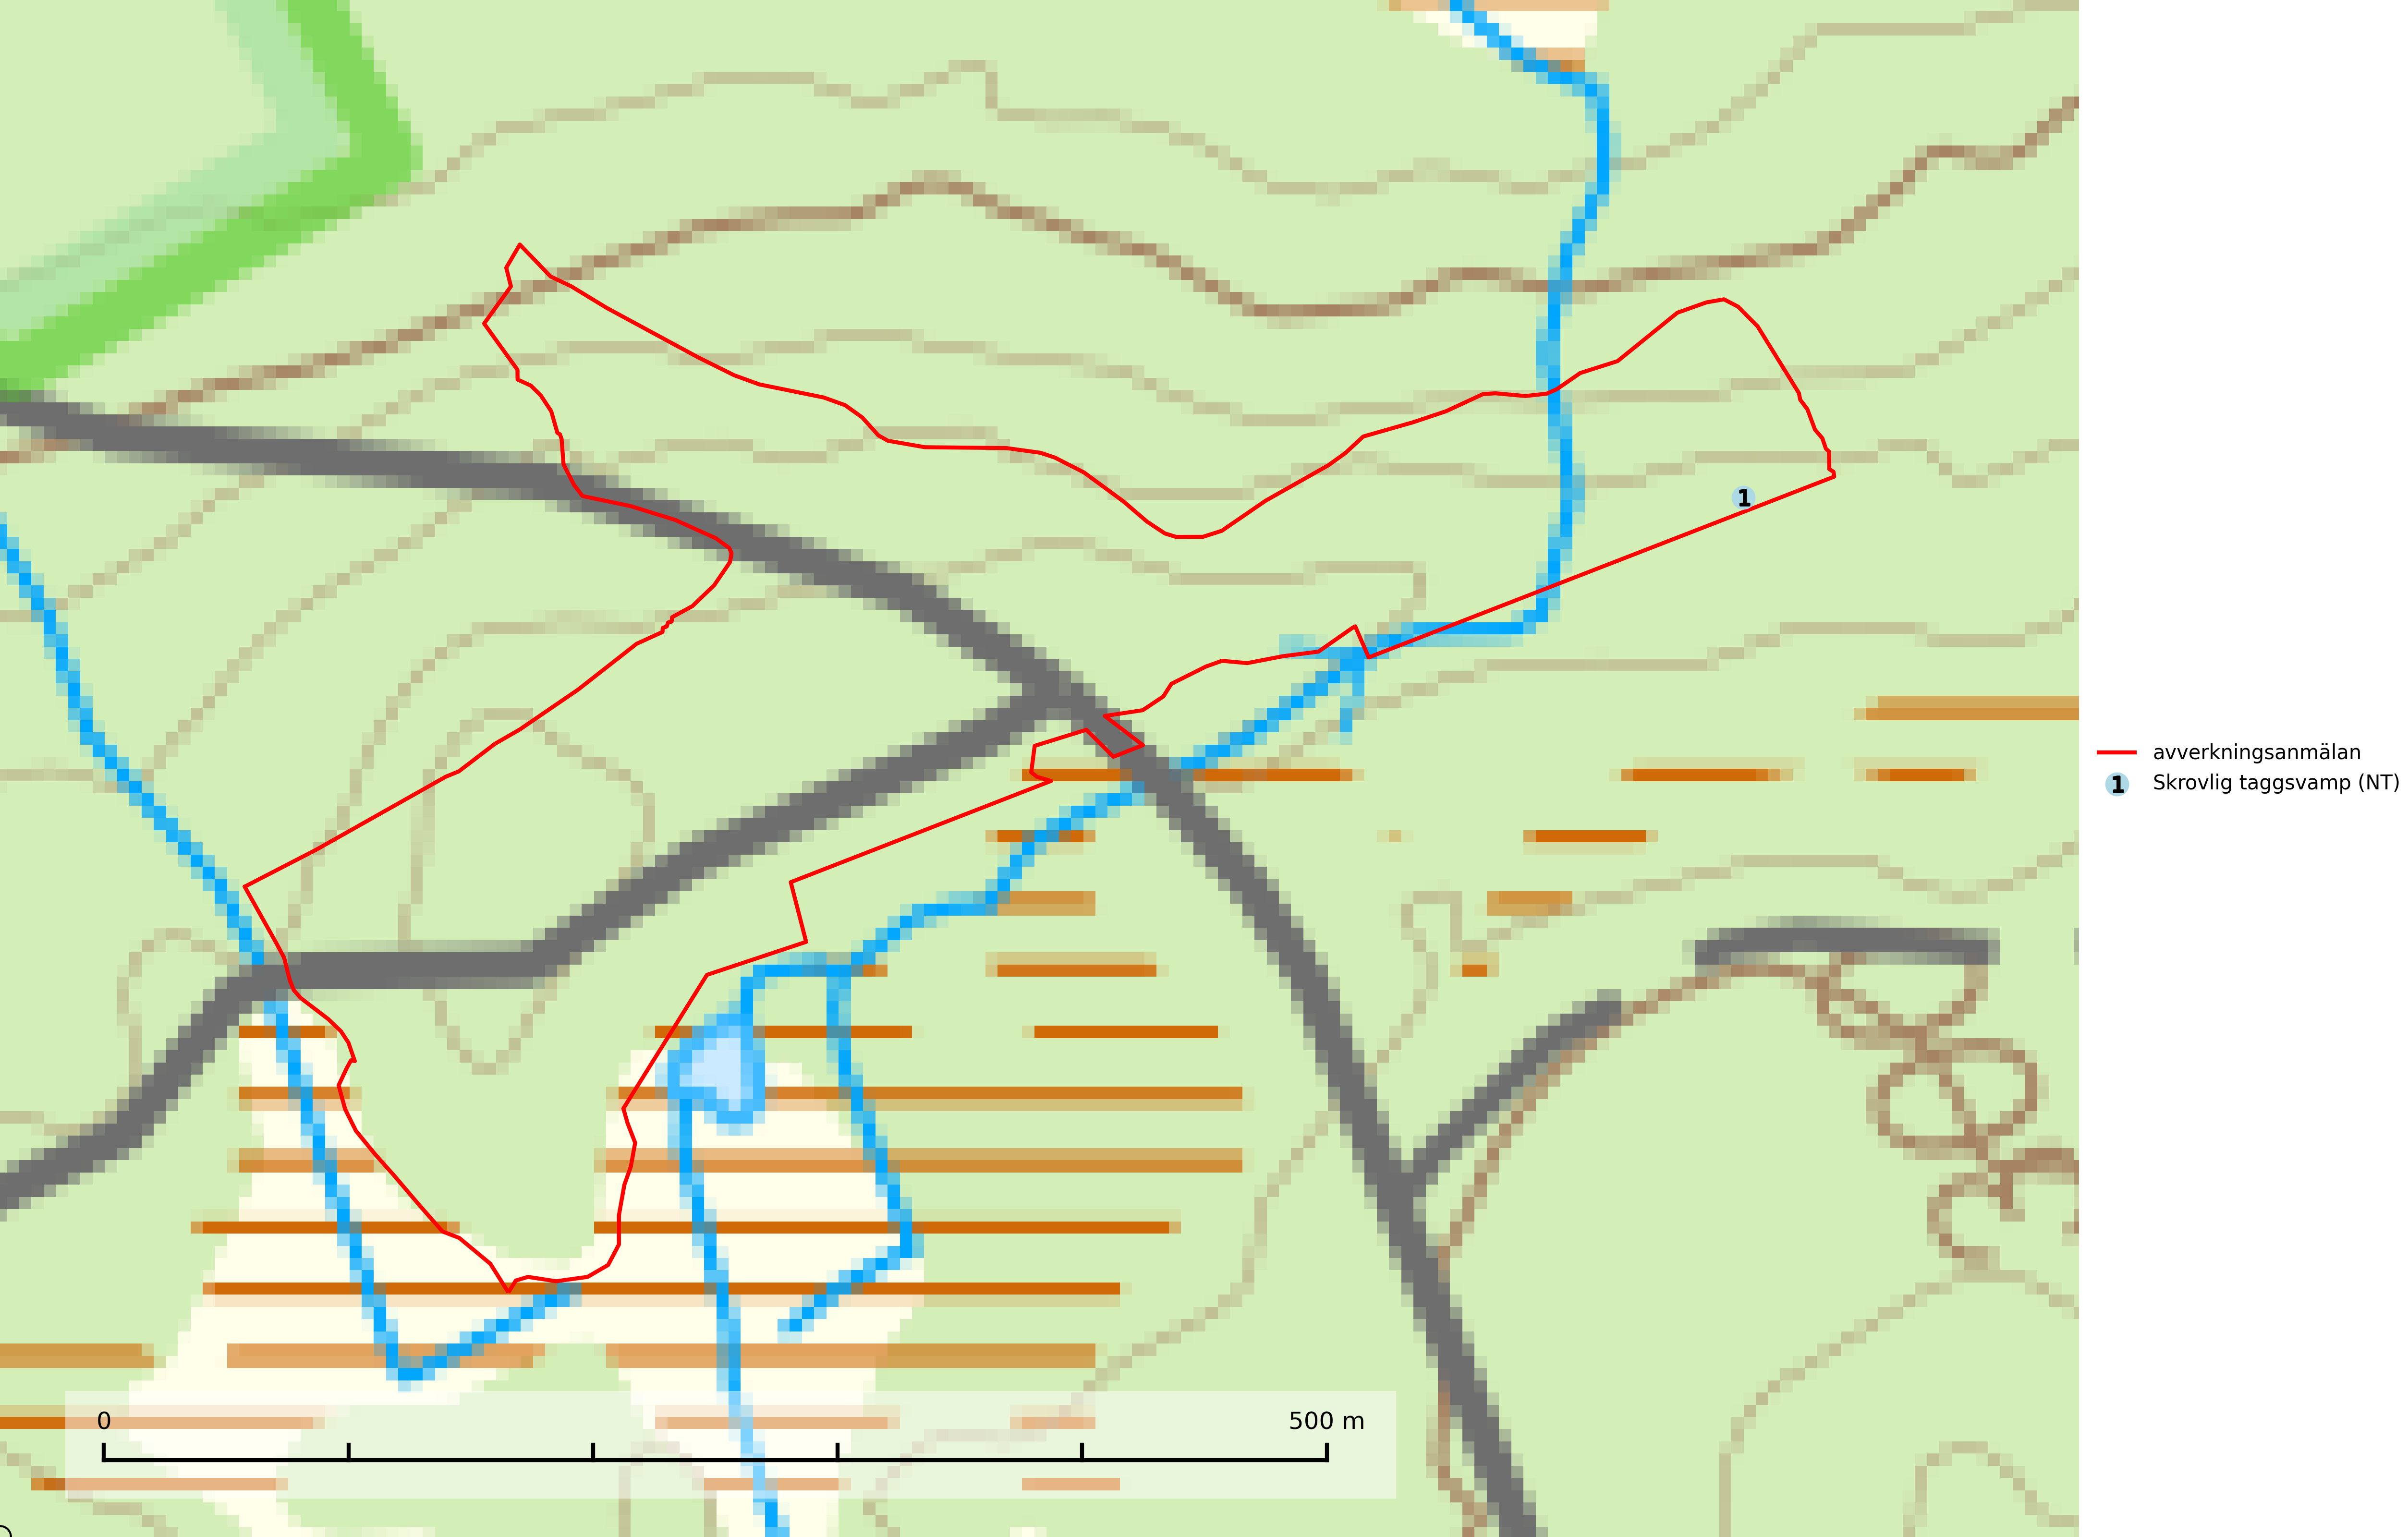 1
avverkningsanmälan
1 Skrovlig taggsvamp (NT)
0 500 m